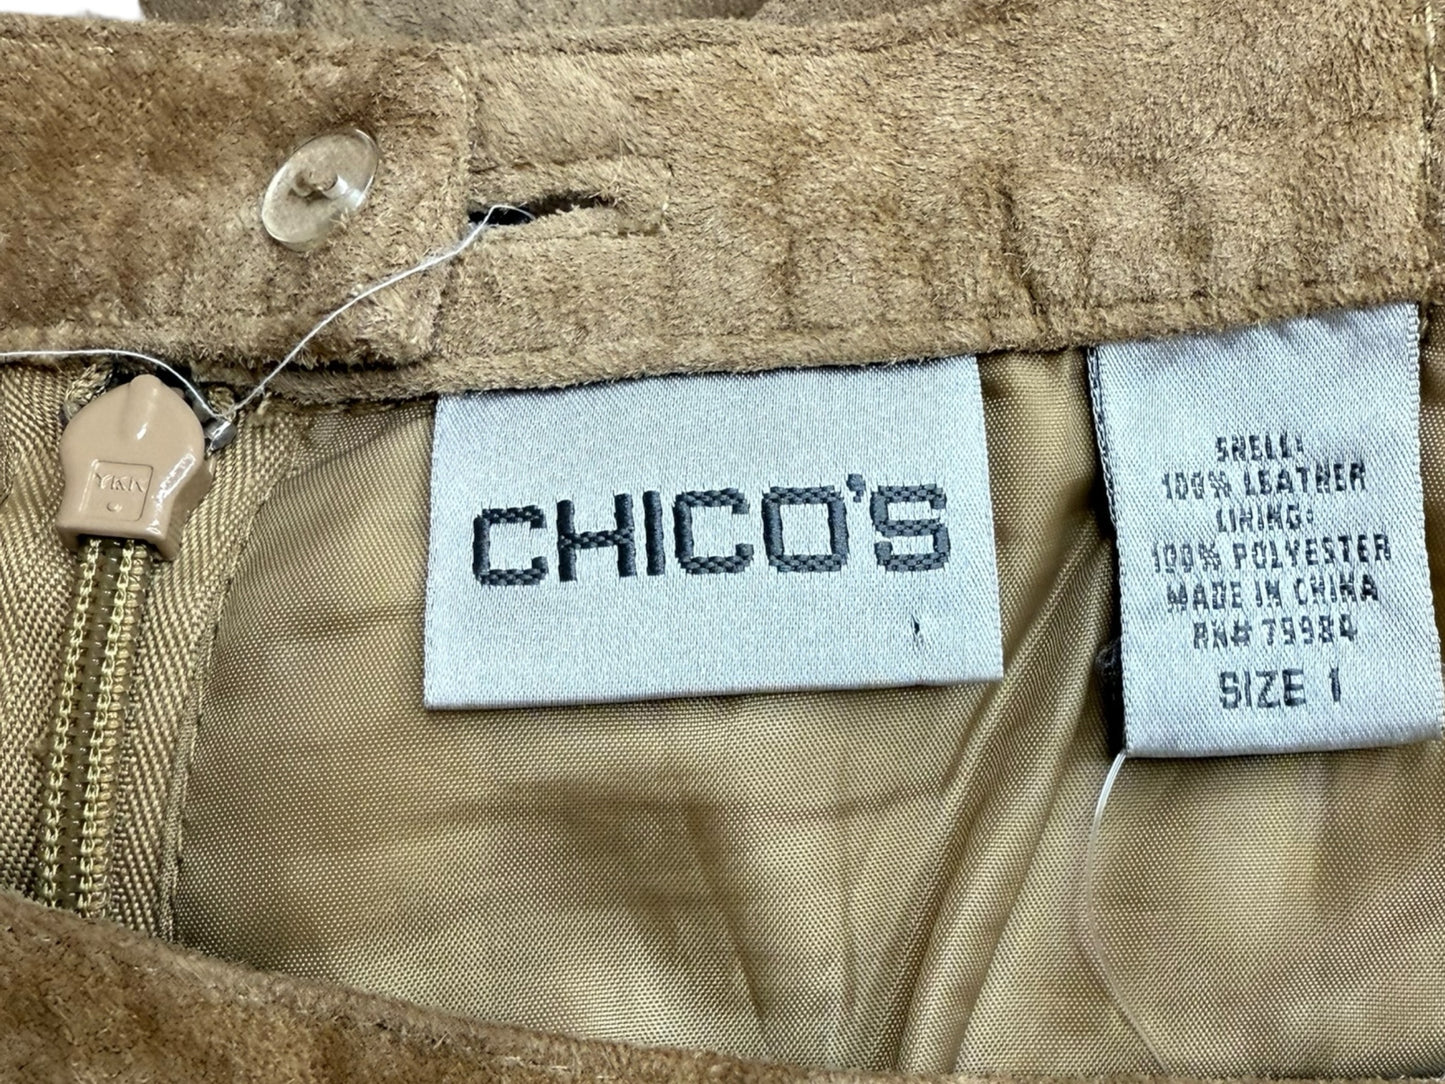 YKK
CHICO'S
SHELL:
100% LEATHER
LINING:
100% POLYESTER
MADE IN CHINA
RN# 79984
SIZE 1